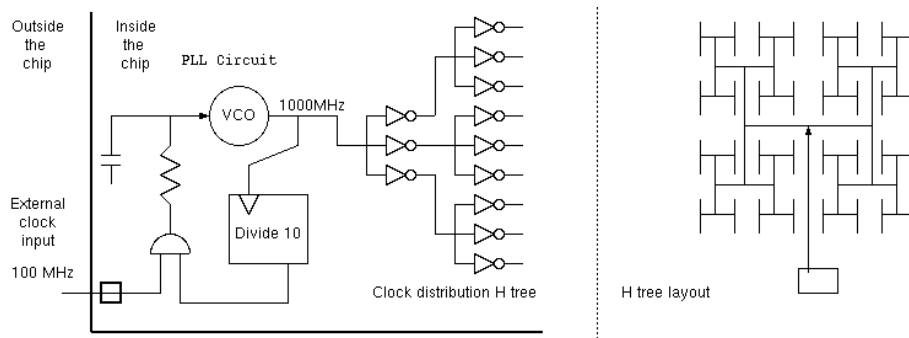 Outside
the
chip
Inside
the
chip
PLL Circuit
VCO
1000MHz
External
clock
input
100 MHz
Divide 10
Clock distribution H tree
H tree layout